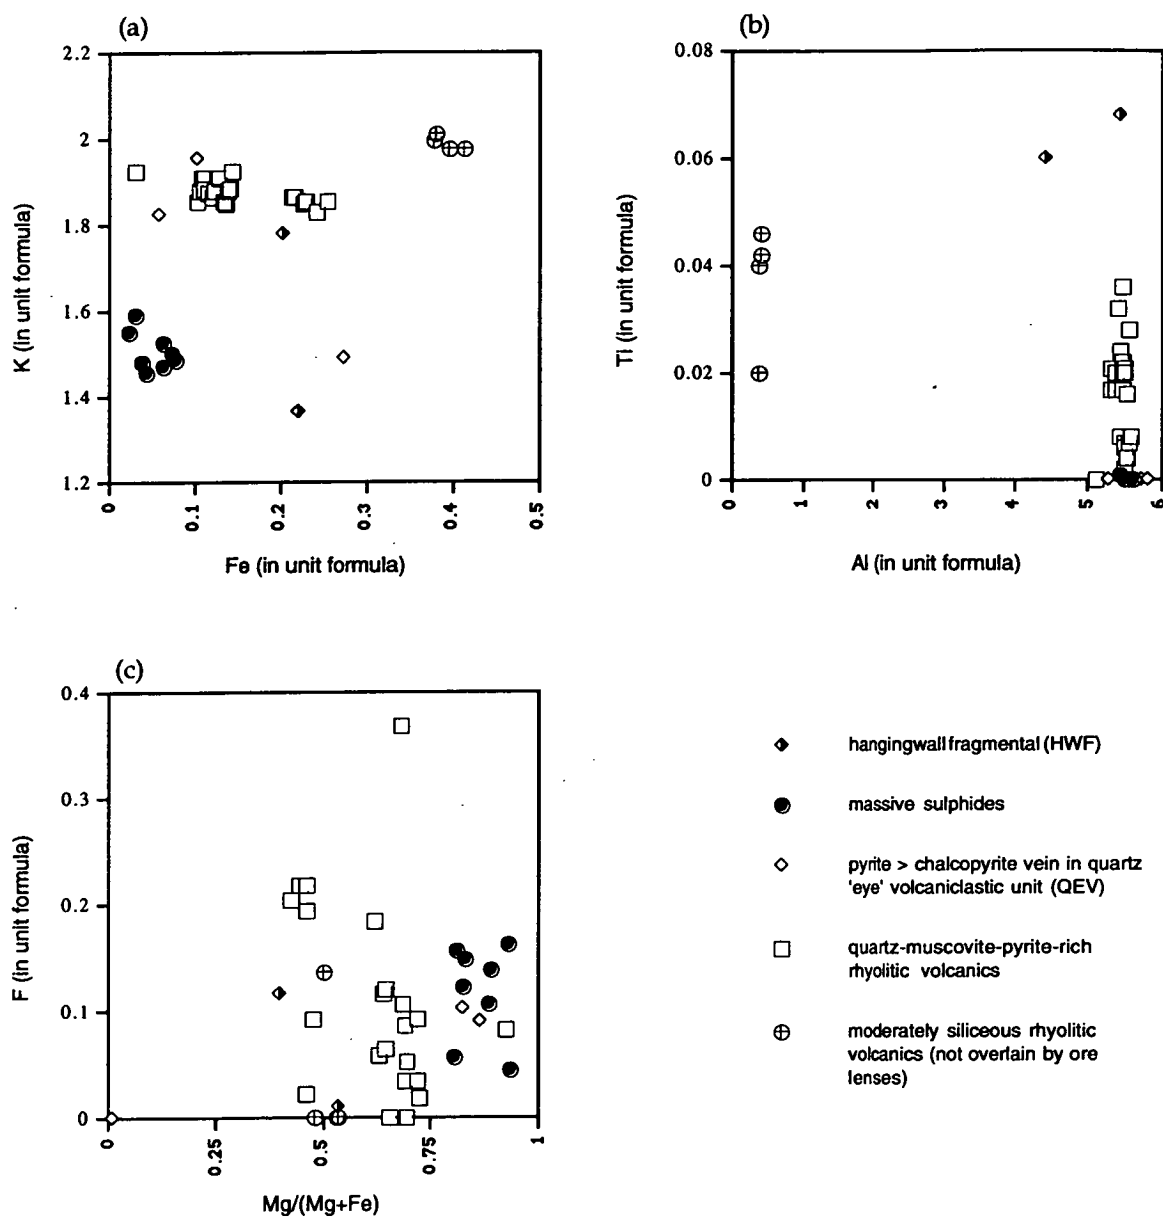 (a)
2.2
2
1.8
1.6
1.4
1.2
K (in unit formula)
0
0.1
0.2
0.3
0.4
0.5
Fe (in unit formula)
(b)
0.08
0.06
0.04
0.02
0
Ti (in unit formula)
0
1
2
3
4
5
6
Al (in unit formula)
(c)
0.4
0.3
0.2
0.1
0
F (in unit formula)
0
0.25
0.5
0.75
1
Mg/(Mg+Fe)
hangingwall fragmental (HWF)
massive sulphides
pyrite > chalcopyrite vein in quartz
'eye' volcaniclastic unit (QEV)
quartz-muscovite-pyrite-rich
rhyolitic volcanics
moderately siliceous rhyolitic
volcanics (not overlain by ore
lenses)